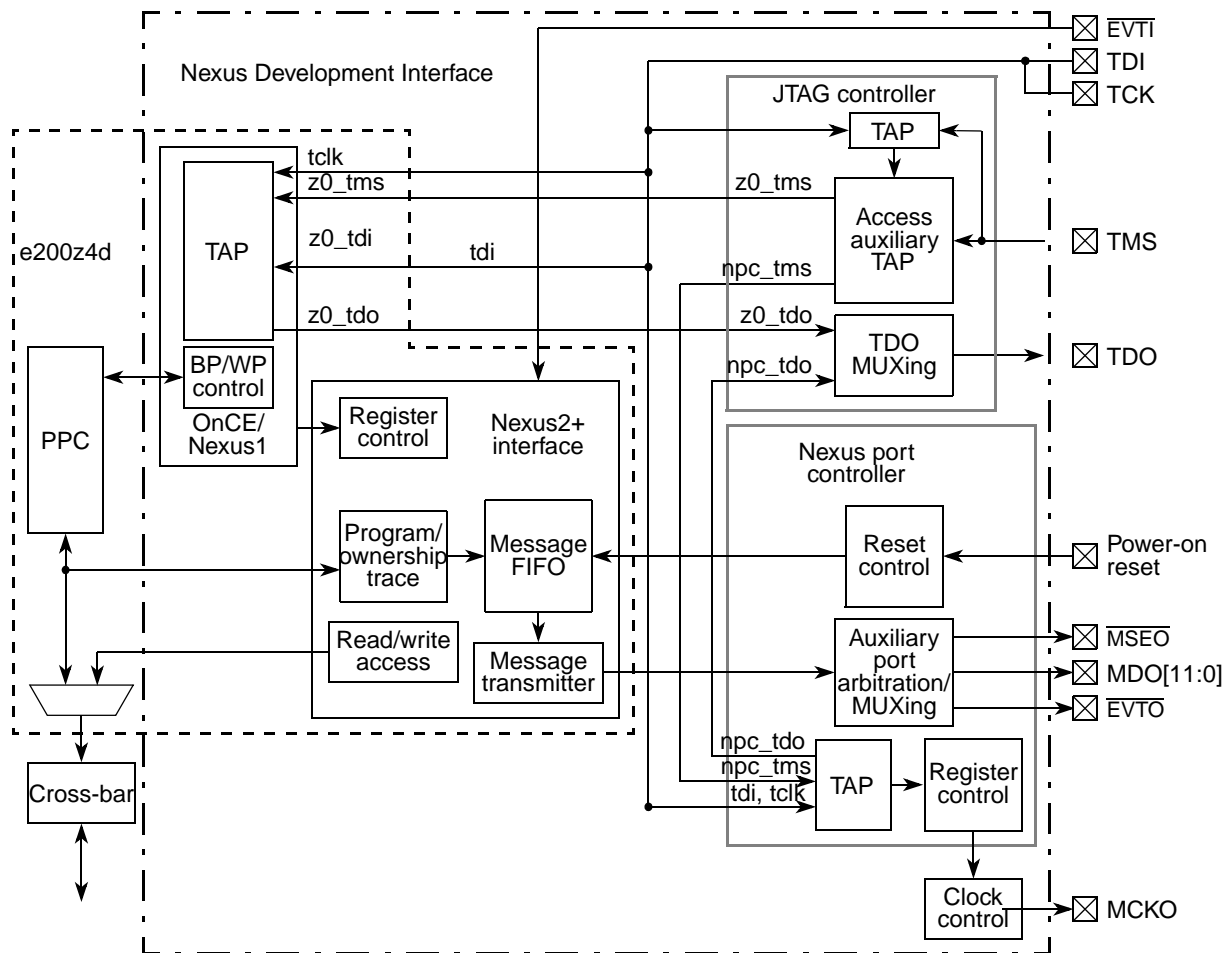 EVTI
Nexus Development Interface
TDI
JTAG controller
TCK
TAP
tclk
z0_tms
z0_tms
Access
auxiliary
TAP
TMS
e200z4d
TAP
z0_tdi
tdi
npc_tms
z0_tdo
z0_tdo
TDO
MUXing
TDO
npc_tdo
BP/WP
control
OnCE/
Nexus1
PPC
Register
control
Nexus2+
interface
Nexus port
controller
Program/
ownership
trace
Message
FIFO
Reset
control
Power-on
reset
Read/write
access
Message
transmitter
Auxiliary
port
arbitration/
MUXing
MSEO
MDO[11:0]
EVTO
npc_tdo
npc_tms
tdi, tclk
TAP
Register
control
Cross-bar
Clock
control
MCKO